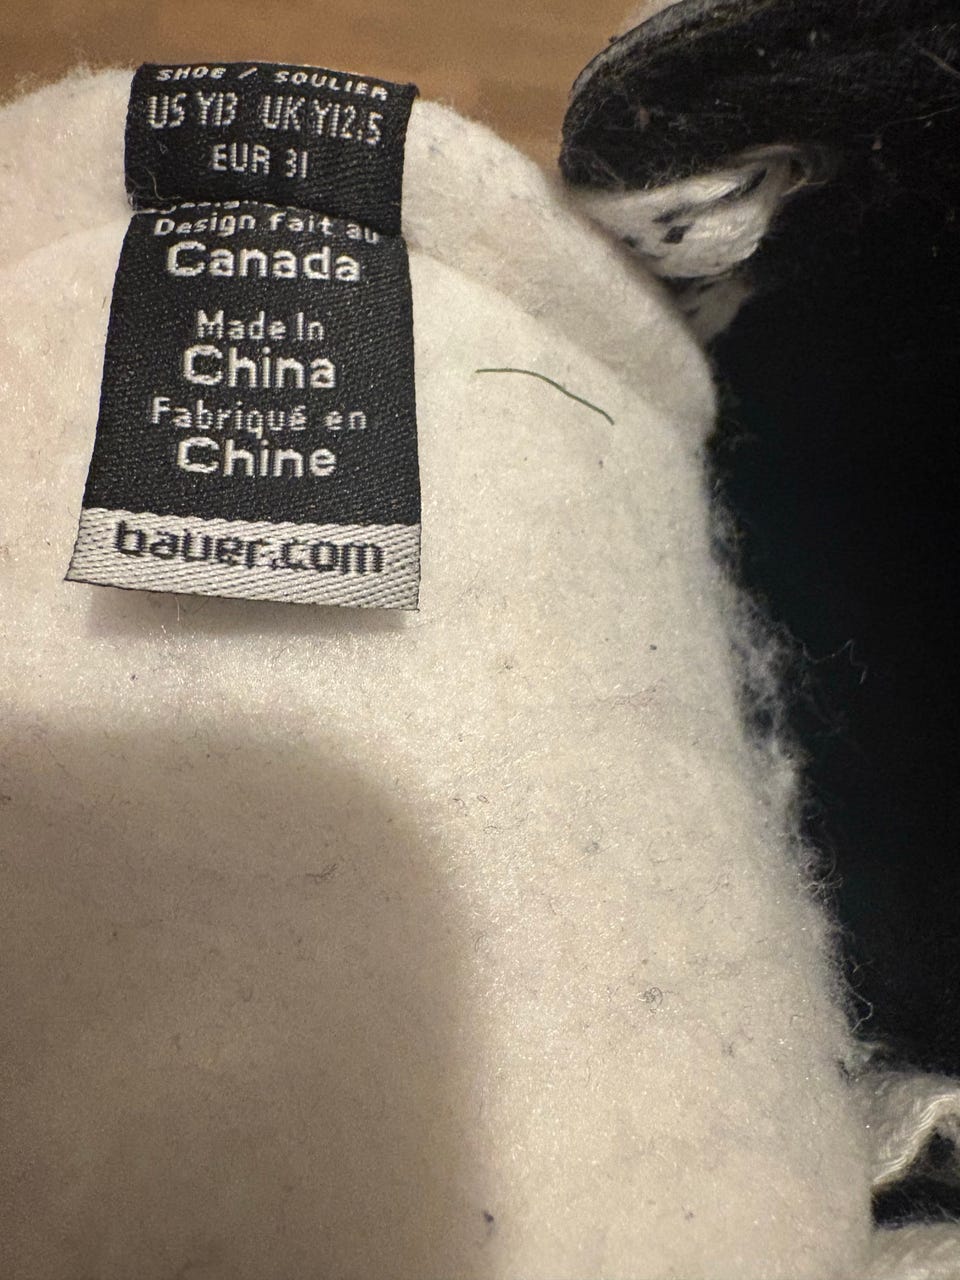 SHOE / SOULIER
US Y13 UK Y12.5
EUR 31
Design fait au
Canada
Made In
China
Fabriqué en
Chine
bauer.com